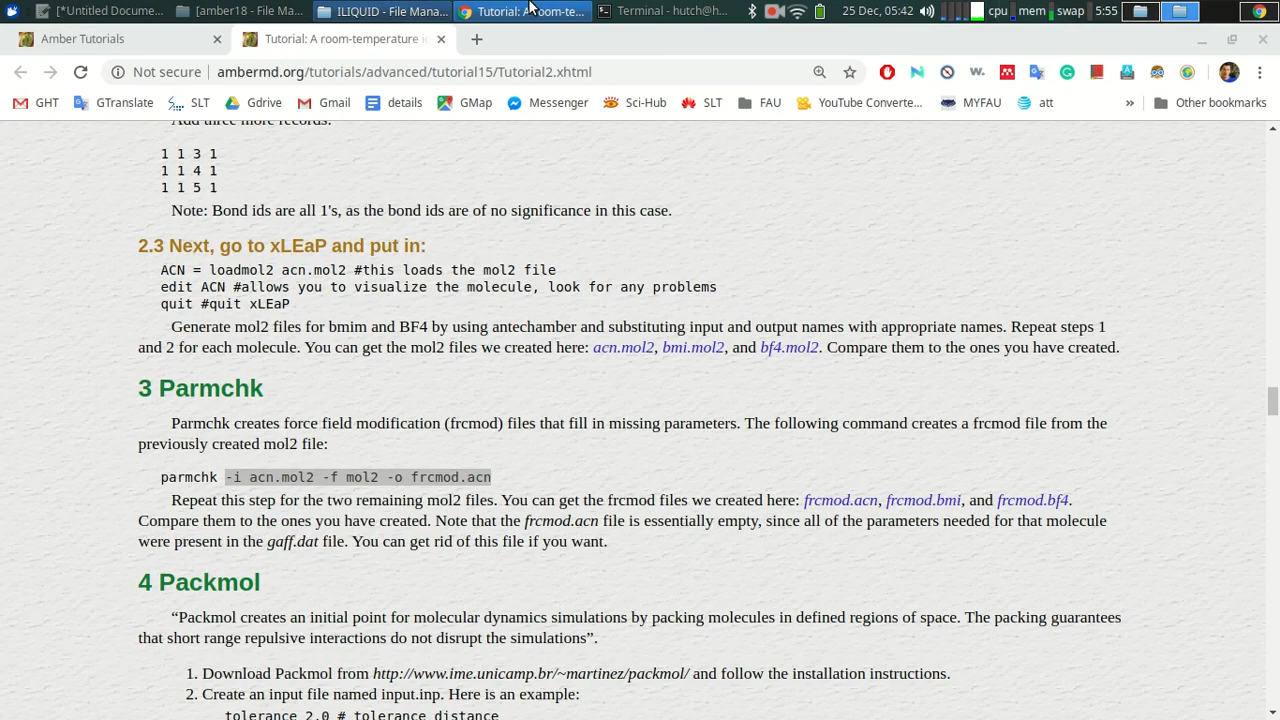 [*Untitled Docume...
[amber18 - File Ma...
ILIQUID - File Mana...
Tutorial: A room-te...
Terminal - hutch@h...
25 Dec, 05:42
cpu
mem
swap
5:55
Amber Tutorials
Tutorial: A room-temperature i
Not secure
ambermd.org/tutorials/advanced/tutorial15/Tutorial2.xhtml
GHT
GTranslate
SLT
Gdrive
Gmail
details
GMap
Messenger
Sci-Hub
SLT
FAU
YouTube Converte...
MYFAU
att
»
Other bookmarks
Add three more records:
1 1 3 1
1 1 4 1
1 1 5 1
Note: Bond ids are all 1's, as the bond ids are of no significance in this case.
2.3 Next, go to xLEaP and put in:
ACN = loadmol2 acn.mol2 #this loads the mol2 file
edit ACN #allows you to visualize the molecule, look for any problems
quit #quit xLEaP
Generate mol2 files for bmim and BF4 by using antechamber and substituting input and output names with appropriate names. Repeat steps 1
and 2 for each molecule. You can get the mol2 files we created here: acn.mol2, bmi.mol2, and bf4.mol2. Compare them to the ones you have created.
3 Parmchk
Parmchk creates force field modification (frcmod) files that fill in missing parameters. The following command creates a frcmod file from the
previously created mol2 file:
parmchk -i acn.mol2 -f mol2 -o frcmod.acn
Repeat this step for the two remaining mol2 files. You can get the frcmod files we created here: frcmod.acn, frcmod.bmi, and frcmod.bf4.
Compare them to the ones you have created. Note that the frcmod.acn file is essentially empty, since all of the parameters needed for that molecule
were present in the gaff.dat file. You can get rid of this file if you want.
4 Packmol
“Packmol creates an initial point for molecular dynamics simulations by packing molecules in defined regions of space. The packing guarantees
that short range repulsive interactions do not disrupt the simulations”.
1. Download Packmol from http://www.ime.unicamp.br/~martinez/packmol/ and follow the installation instructions.
2. Create an input file named input.inp. Here is an example:
tolerance 2.0 # tolerance distance